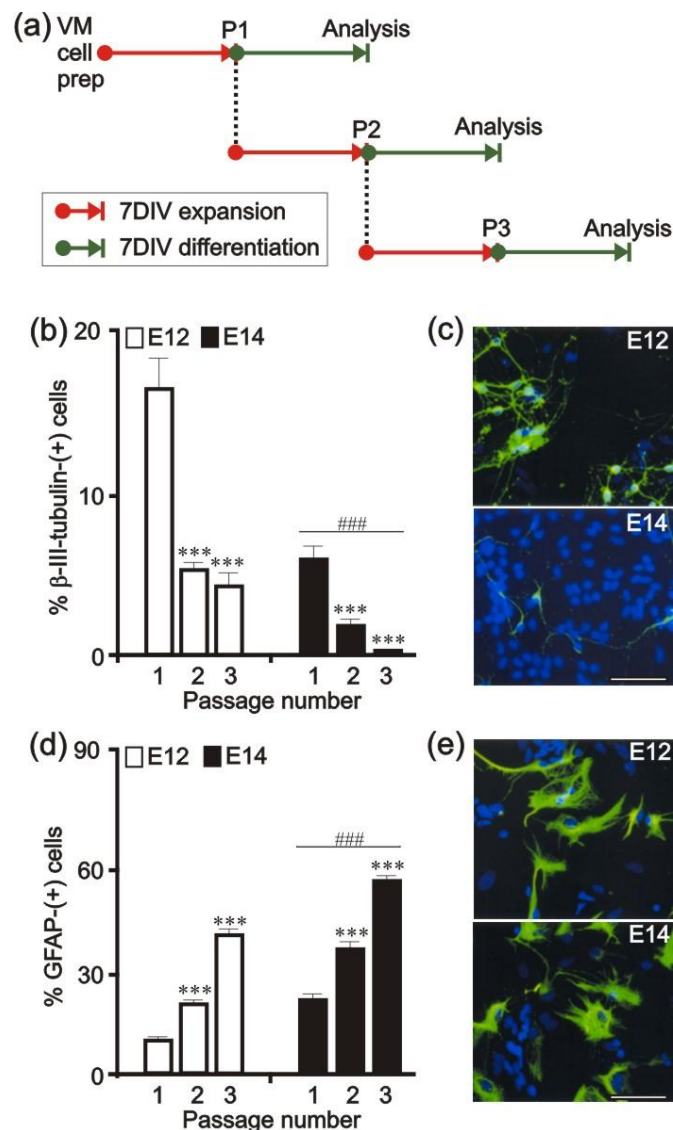 (a)
VM
cell
prep
P1
Analysis
P2
Analysis
P3
Analysis
7DIV expansion
7DIV differentiation
(b)
20
10
0
E12
E14
% β-III-tubulin-(+) cells
***
***
###
***
***
1 2 3 1 2 3
Passage number
(c)
E12
E14
(d)
90
60
30
0
E12
E14
% GFAP-(+) cells
***
***
###
***
***
1 2 3 1 2 3
Passage number
(e)
E12
E14